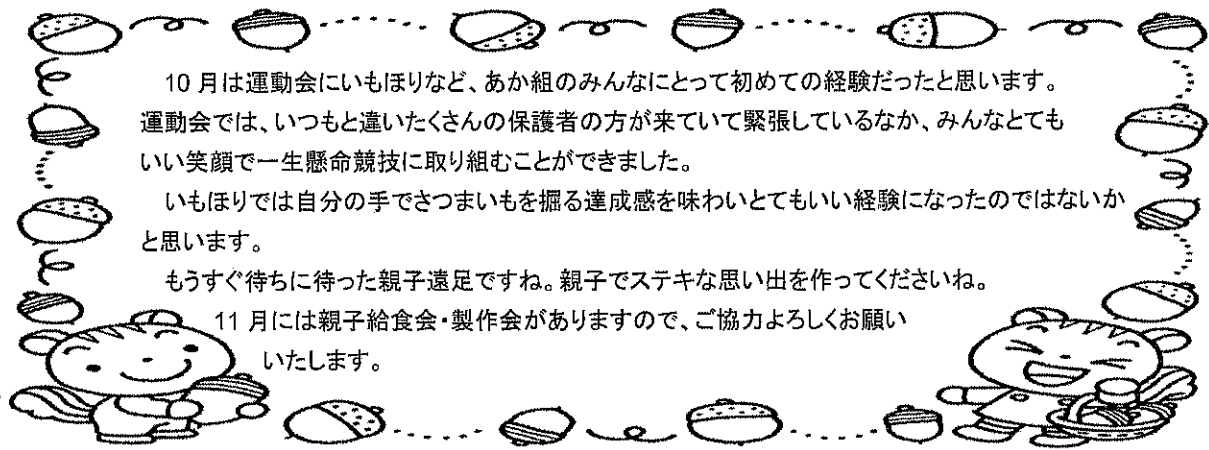 10月は運動会にいもほりなど、あか組のみんなにとって初めての経験だったと思います。
運動会では、いつもと違いたくさんの保護者の方が来ていて緊張しているなか、みんなとても
いい笑顔で一生懸命競技に取り組むことができました。
いもほりでは自分の手でさつまいもを掘る達成感を味わいとてもいい経験になったのではないか
と思います。
もうすぐ待ちに待った親子遠足ですね。親子でステキな思い出を作ってくださいね。
11月には親子給食会・製作会がありますので、ご協力よろしくお願い
いたします。